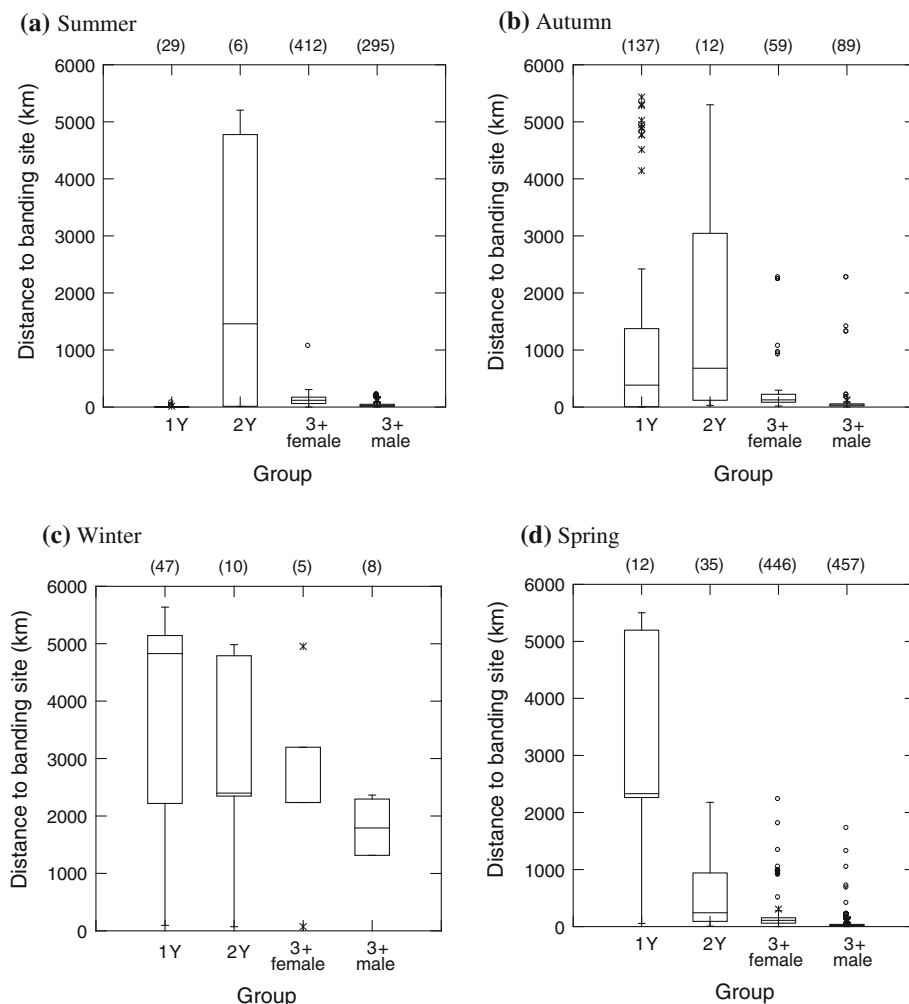 (a) Summer
(29) (6) (412) (295)
6000
5000
4000
3000
2000
1000
0
Distance to banding site (km)
1Y 2Y 3+ female 3+ male
Group
(b) Autumn
(137) (12) (59) (89)
6000
5000
4000
3000
2000
1000
0
Distance to banding site (km)
1Y 2Y 3+ female 3+ male
Group
(c) Winter
(47) (10) (5) (8)
6000
5000
4000
3000
2000
1000
0
Distance to banding site (km)
1Y 2Y 3+ female 3+ male
Group
(d) Spring
(12) (35) (446) (457)
6000
5000
4000
3000
2000
1000
0
Distance to banding site (km)
1Y 2Y 3+ female 3+ male
Group